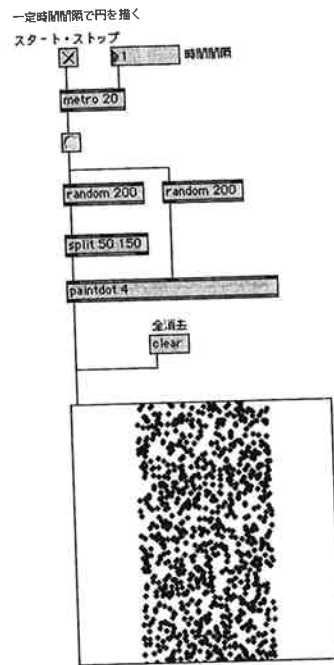 一定時間間隔で円を描く
スタート・ストップ
1
時間間隔
metro 20
random 200
random 200
split 50 150
paintdot 4
全消去
clear